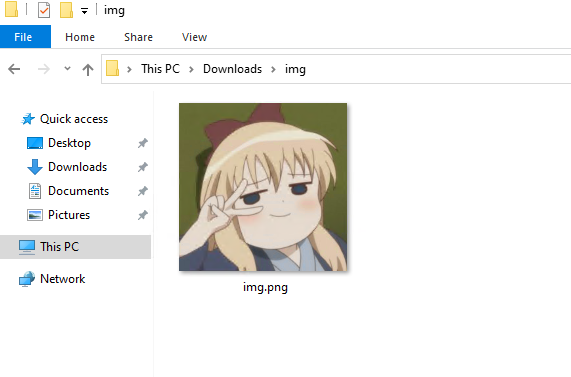 img
File Home Share View
This PC Downloads img
Quick access
Desktop
Downloads
Documents
Pictures
This PC
Network
img.png